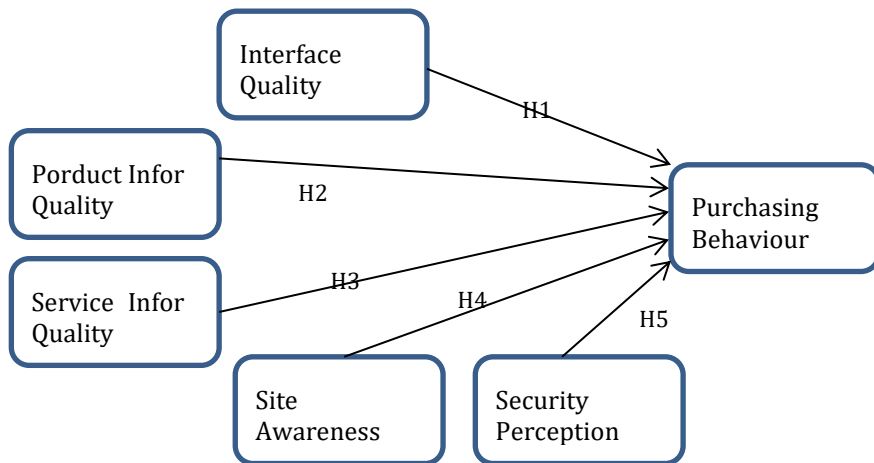 Interface
Quality
H1
Porduct Infor
Quality
H2
Purchasing
Behaviour
Service  Infor
Quality
H3
H4
H5
Site
Awareness
Security
Perception